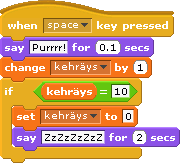 when space key pressed
say Purrrr! for 0.1 secs
change kehräys by 1
if kehräys = 10
set kehräys to 0
say ZzZzZzZzZ for 2 secs